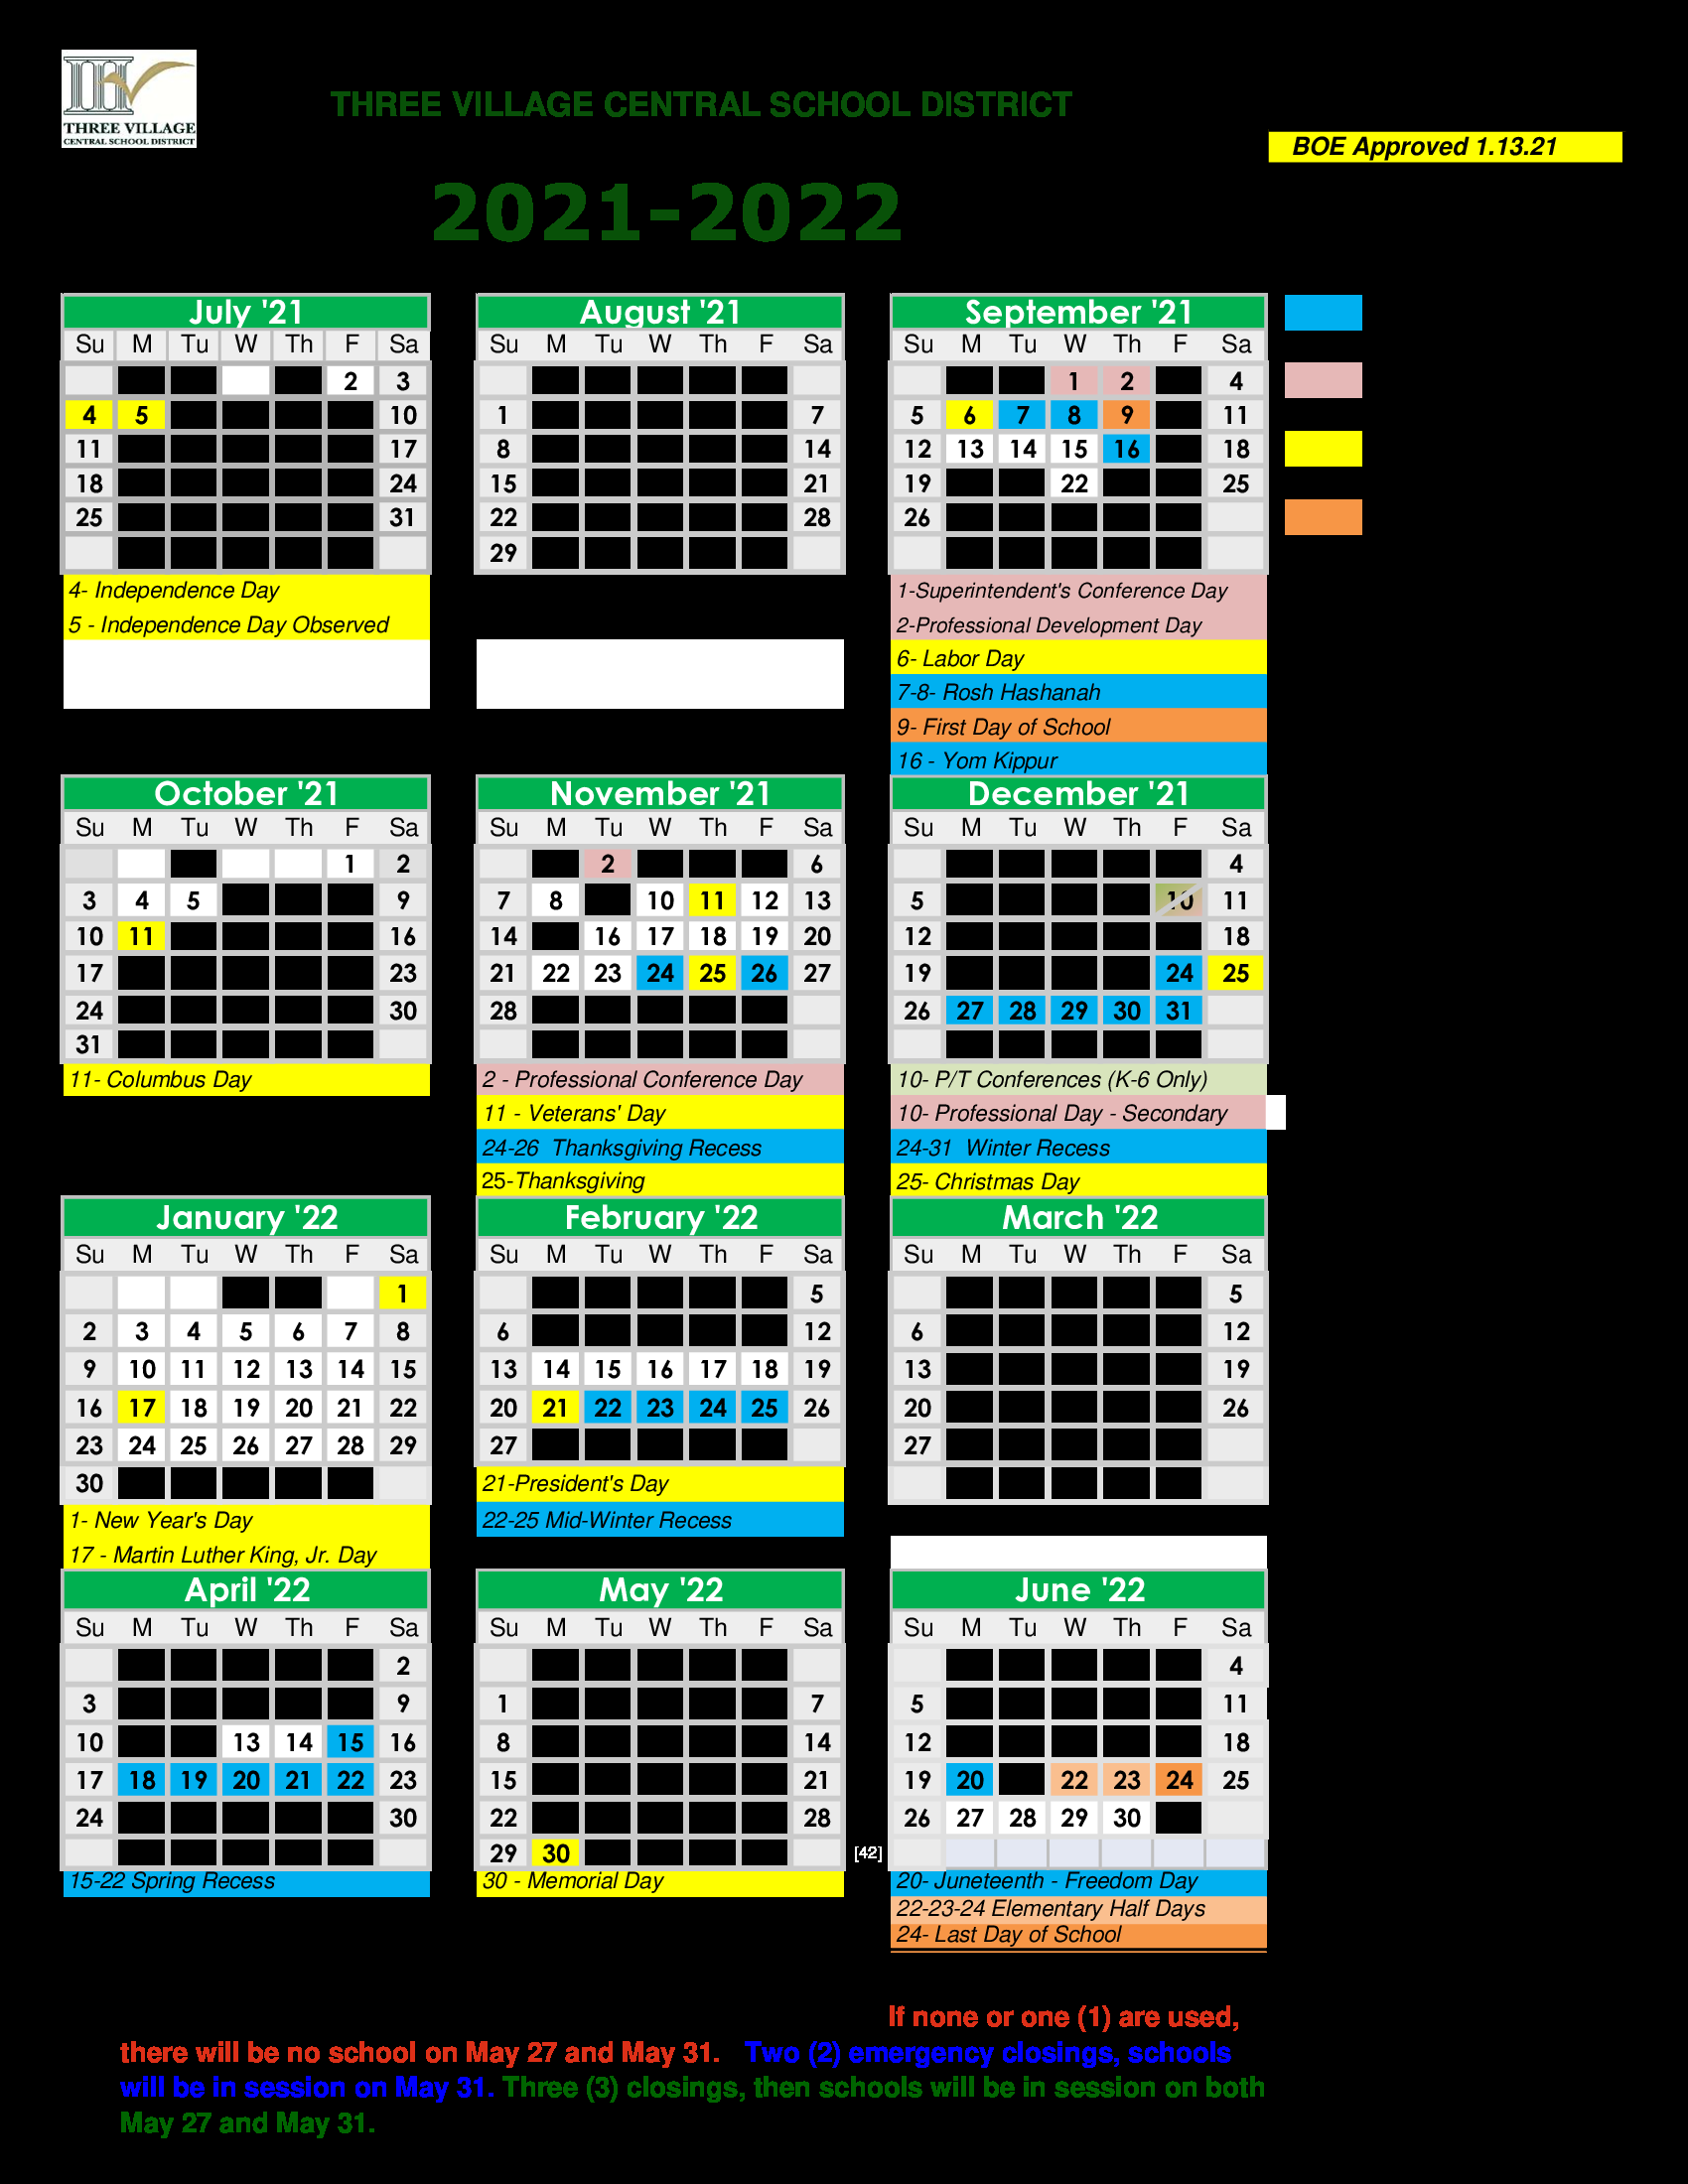 THREE VILLAGE
CENTRAL SCHOOL DISTRICT
THREE VILLAGE CENTRAL SCHOOL DISTRICT
BOE Approved 1.13.21
2021-2022
July '21
Su M Tu W Th F Sa
2 3
4 5 10
11 17
18 24
25 31
4- Independence Day
5 - Independence Day Observed
August '21
Su M Tu W Th F Sa
1 7
8 14
15 21
22 28
29
September '21
Su M Tu W Th F Sa
1 2 4
5 6 7 8 9 11
12 13 14 15 16 18
19 22 25
26
1-Superintendent's Conference Day
2-Professional Development Day
6- Labor Day
7-8- Rosh Hashanah
9- First Day of School
16 - Yom Kippur
October '21
Su M Tu W Th F Sa
1 2
3 4 5 9
10 11 16
17 23
24 30
31
11- Columbus Day
November '21
Su M Tu W Th F Sa
2 6
7 8 10 11 12 13
14 16 17 18 19 20
21 22 23 24 25 26 27
28
2 - Professional Conference Day
11 - Veterans' Day
24-26 Thanksgiving Recess
25-Thanksgiving
December '21
Su M Tu W Th F Sa
4
5 10 11
12 18
19 24 25
26 27 28 29 30 31
10- P/T Conferences (K-6 Only)
10- Professional Day - Secondary
24-31 Winter Recess
25- Christmas Day
January '22
Su M Tu W Th F Sa
1
2 3 4 5 6 7 8
9 10 11 12 13 14 15
16 17 18 19 20 21 22
23 24 25 26 27 28 29
30
1- New Year's Day
17 - Martin Luther King, Jr. Day
February '22
Su M Tu W Th F Sa
5
6 12
13 14 15 16 17 18 19
20 21 22 23 24 25 26
27
21-President's Day
22-25 Mid-Winter Recess
March '22
Su M Tu W Th F Sa
5
6 12
13 19
20 26
27
April '22
Su M Tu W Th F Sa
2
3 9
10 13 14 15 16
17 18 19 20 21 22 23
24 30
15-22 Spring Recess
May '22
Su M Tu W Th F Sa
1 7
8 14
15 21
22 28
29 30
[42]
30 - Memorial Day
June '22
Su M Tu W Th F Sa
4
5 11
12 18
19 20 22 23 24 25
26 27 28 29 30
20- Juneteenth - Freedom Day
22-23-24 Elementary Half Days
24- Last Day of School
If none or one (1) are used,
there will be no school on May 27 and May 31. Two (2) emergency closings, schools
will be in session on May 31. Three (3) closings, then schools will be in session on both
May 27 and May 31.